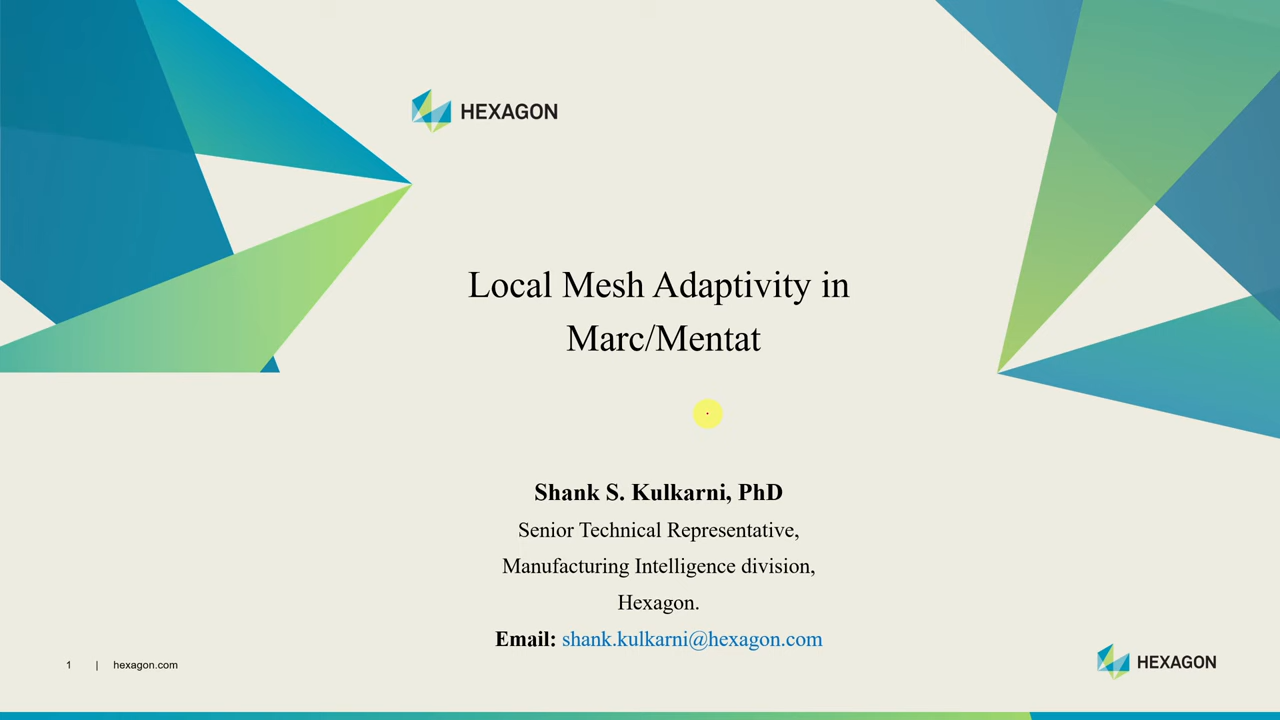 HEXAGON
Local Mesh Adaptivity in
Marc/Mentat
Shank S. Kulkarni, PhD
Senior Technical Representative,
Manufacturing Intelligence division,
Hexagon.
Email: shank.kulkarni@hexagon.com
1 | hexagon.com
HEXAGON